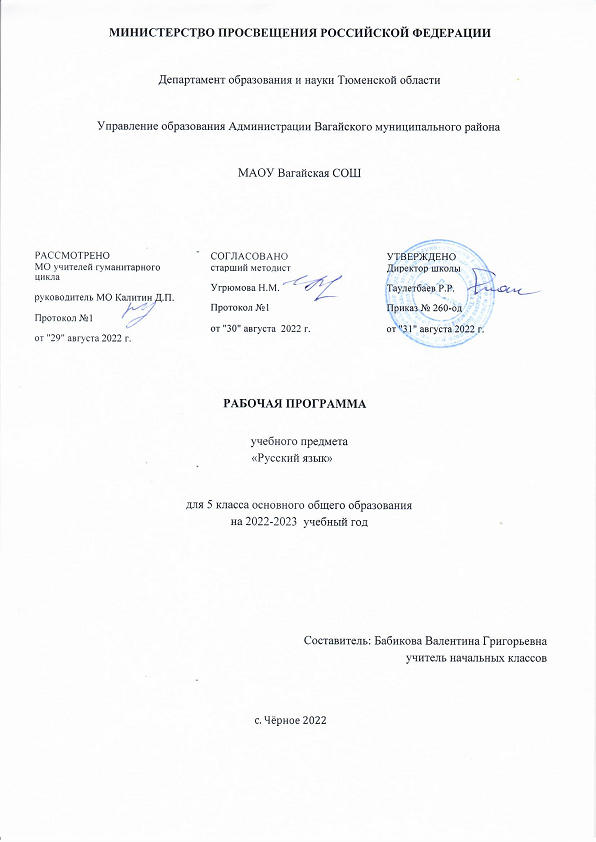 МИНИСТЕРСТВО ПРОСВЕЩЕНИЯ РОССИЙСКОЙ ФЕДЕРАЦИИ
Департамент образования и науки Тюменской области
Управление образования Администрации Вагайского муниципального района
МАОУ Вагайская СОШ
РАССМОТРЕНО
МО учителей гуманитарного
цикла
руководитель МО Калитин Д.П.
Протокол №1
от "29" августа 2022 г.
СОГЛАСОВАНО
старший методист
Угрюмова Н.М.
Протокол №1
от "30" августа 2022 г.
УТВЕРЖДЕНО
Директор школы
Таулетбаев Р.Р.
Приказ № 260-од
от "31" августа 2022 г.
РАБОЧАЯ ПРОГРАММА
учебного предмета
«Русский язык»
для 5 класса основного общего образования
на 2022-2023 учебный год
Составитель: Бабикова Валентина Григорьевна
учитель начальных классов
с. Чёрное 2022